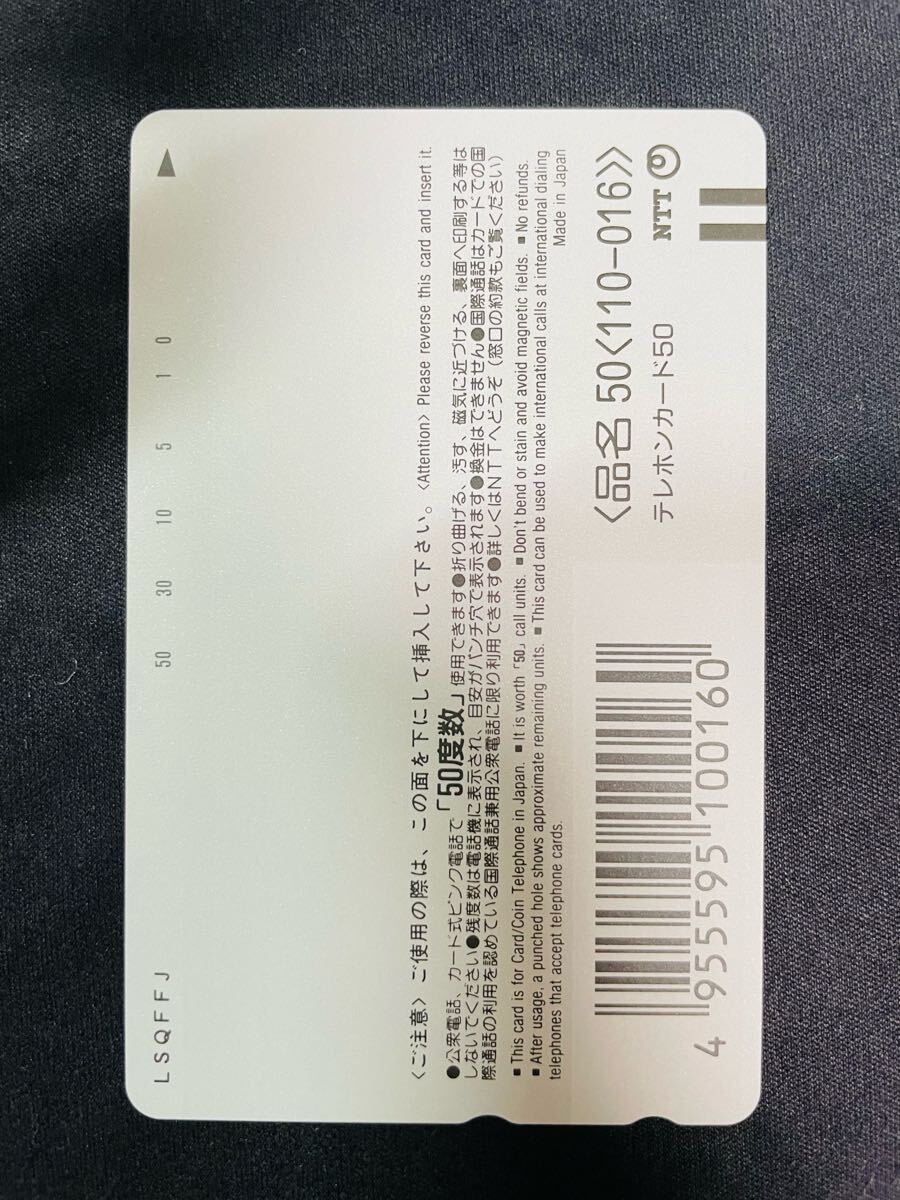 LSQFFJ 50 30 10 5 1 0
〈ご注意〉ご使用の際は、この面を下にして挿入して下さい。〈Attention〉Please reverse this card and insert it.
●公衆電話、カード式ピンク電話で「50度数」使用できます●折り曲げる、汚す、磁気に近づける、裏面へ印刷する等は
しないでください●残度数は電話機に表示され、目安がパンチ穴で表示されます●換金はできません●国際通話はカードでの国
際通話の利用を認めている国際通話兼用公衆電話に限り利用できます●詳しくはNTTへどうぞ（窓口の約款もご覧ください）
■This card is for Card/Coin Telephone in Japan. ■It is worth「50」call units. ■Don't bend or stain and avoid magnetic fields. ■No refunds.
■After usage, a punched hole shows approximate remaining units. ■This card can be used to make international calls at international dialing
telephones that accept telephone cards. Made in Japan
〈品名 50〈110-016〉〉
テレホンカード50 NTT
4 955595 100160